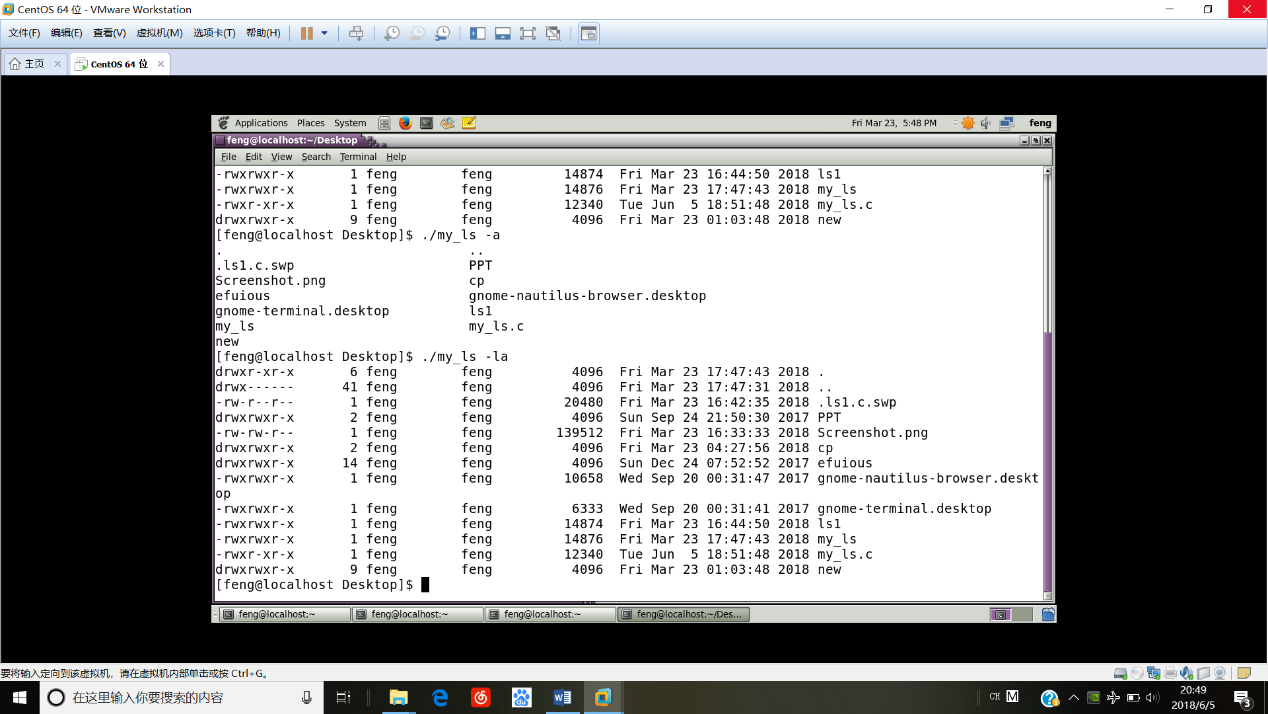 CentOS 64 位 - VMware Workstation
文件(F) 编辑(E) 查看(V) 虚拟机(M) 选项卡(T) 帮助(H)
主页 CentOS 64 位
Applications Places System Fri Mar 23, 5:48 PM feng
feng@localhost:~/Desktop
File Edit View Search Terminal Help
-rwxrwxr-x 1 feng feng 14874 Fri Mar 23 16:44:50 2018 ls1
-rwxrwxr-x 1 feng feng 14876 Fri Mar 23 17:47:43 2018 my_ls
-rwxr-xr-x 1 feng feng 12340 Tue Jun 5 18:51:48 2018 my_ls.c
drwxrwxr-x 9 feng feng 4096 Fri Mar 23 01:03:48 2018 new
[feng@localhost Desktop]$ ./my_ls -a
. ..
.ls1.c.swp PPT
Screenshot.png cp
efuious gnome-nautilus-browser.desktop
gnome-terminal.desktop ls1
my_ls my_ls.c
new
[feng@localhost Desktop]$ ./my_ls -la
drwxr-xr-x 6 feng feng 4096 Fri Mar 23 17:47:43 2018 .
drwx------ 41 feng feng 4096 Fri Mar 23 17:47:31 2018 ..
-rw-r--r-- 1 feng feng 20480 Fri Mar 23 16:42:35 2018 .ls1.c.swp
drwxrwxr-x 2 feng feng 4096 Sun Sep 24 21:50:30 2017 PPT
-rw-rw-r-- 1 feng feng 139512 Fri Mar 23 16:33:33 2018 Screenshot.png
drwxrwxr-x 2 feng feng 4096 Fri Mar 23 04:27:56 2018 cp
drwxrwxr-x 14 feng feng 4096 Sun Dec 24 07:52:52 2017 efuious
-rwxrwxr-x 1 feng feng 10658 Wed Sep 20 00:31:47 2017 gnome-nautilus-browser.deskt
op
-rwxrwxr-x 1 feng feng 6333 Wed Sep 20 00:31:41 2017 gnome-terminal.desktop
-rwxrwxr-x 1 feng feng 14874 Fri Mar 23 16:44:50 2018 ls1
-rwxrwxr-x 1 feng feng 14876 Fri Mar 23 17:47:43 2018 my_ls
-rwxr-xr-x 1 feng feng 12340 Tue Jun 5 18:51:48 2018 my_ls.c
drwxrwxr-x 9 feng feng 4096 Fri Mar 23 01:03:48 2018 new
[feng@localhost Desktop]$
feng@localhost:~ feng@localhost:~ feng@localhost:~ feng@localhost:~/Des...
要将输入定向到该虚拟机，请在虚拟机内部单击或按 Ctrl+G。
在这里输入你要搜索的内容 du CH M 20:49
2018/6/5 3